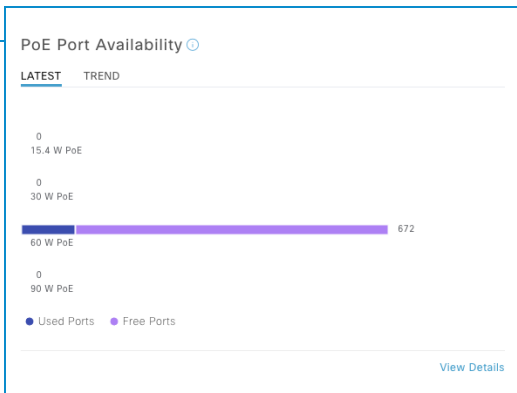 PoE Port Availability
LATEST TREND
0
15.4 W PoE
0
30 W PoE
672
60 W PoE
0
90 W PoE
Used Ports Free Ports
View Details